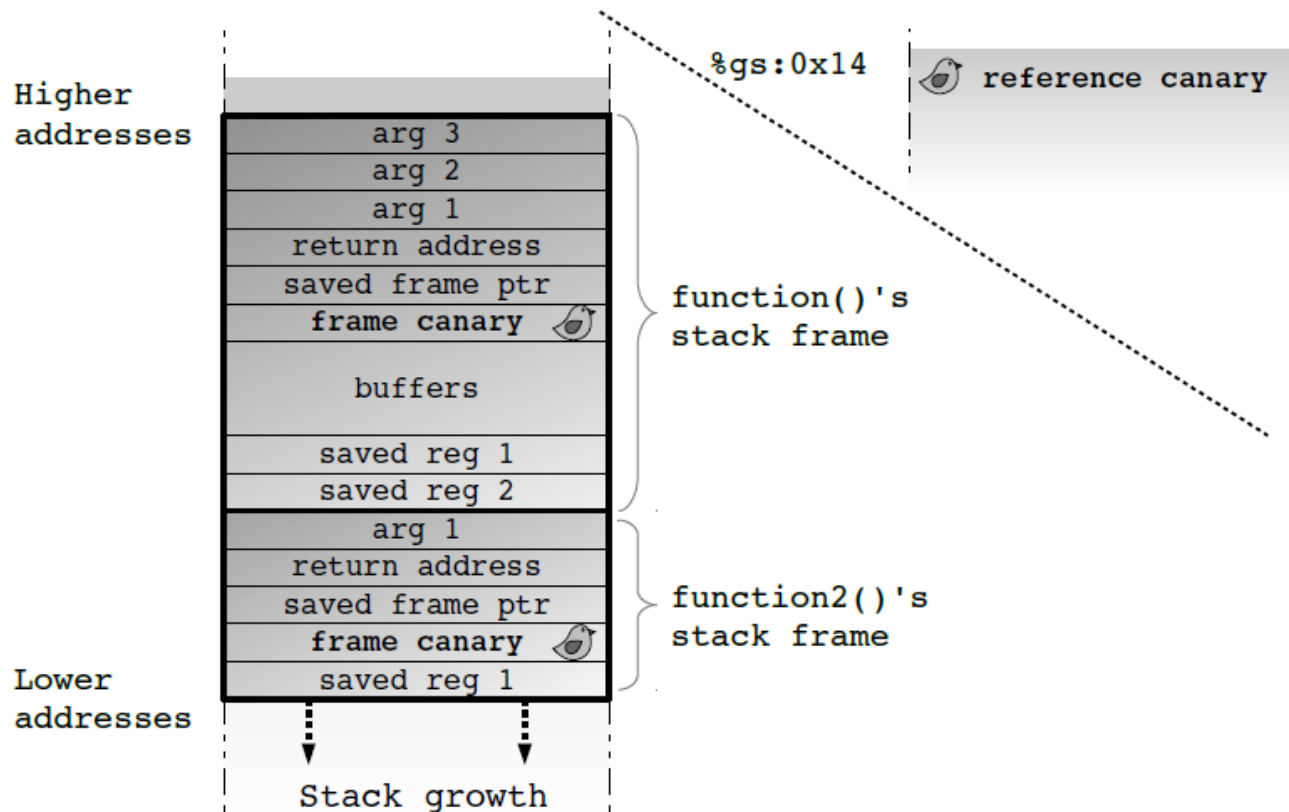 %gs:0x14
reference canary
Higher
addresses
arg 3
arg 2
arg 1
return address
saved frame ptr
frame canary
buffers
saved reg 1
saved reg 2
function()'s
stack frame
arg 1
return address
saved frame ptr
frame canary
saved reg 1
function2()'s
stack frame
Lower
addresses
Stack growth